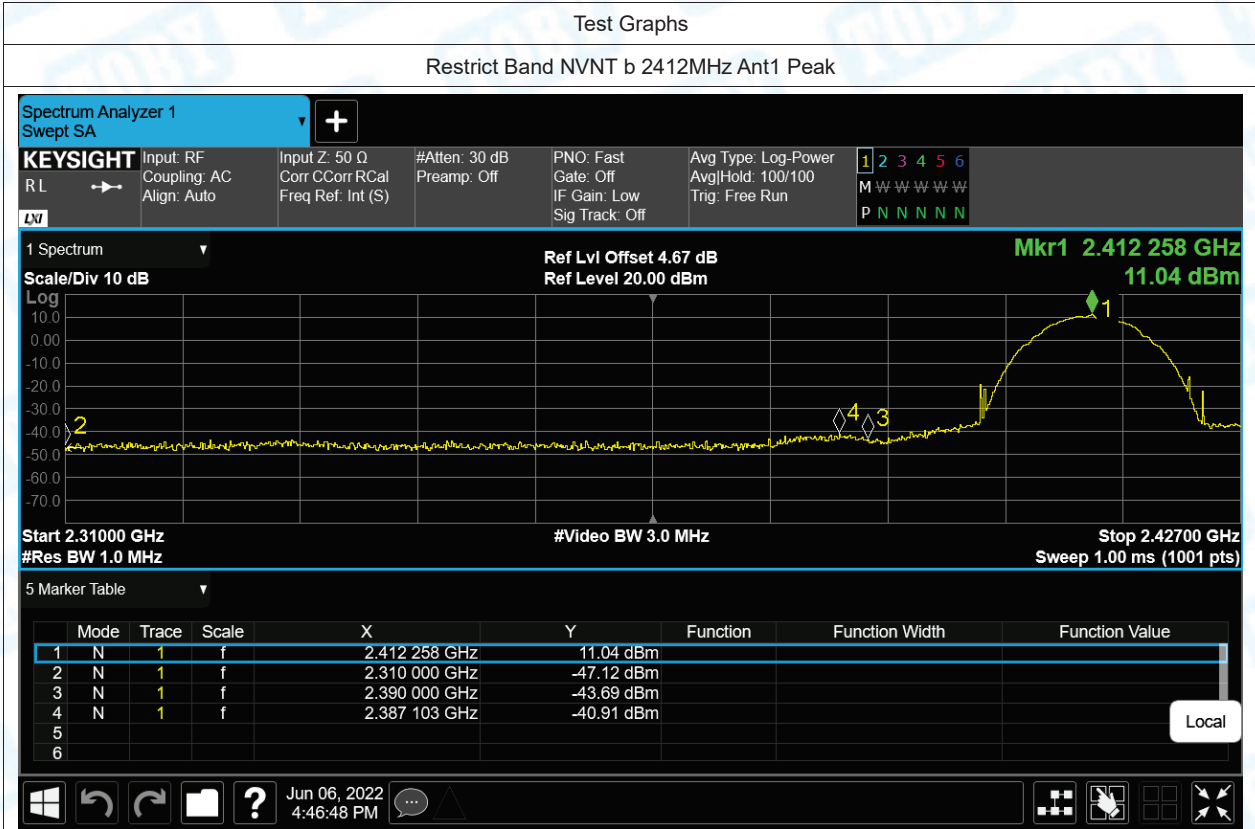 Test Graphs
Restrict Band NVNT b 2412MHz Ant1 Peak
Spectrum Analyzer 1
Swept SA
+
KEYSIGHT Input: RF Input Z: 50 Ω #Atten: 30 dB PNO: Fast Avg Type: Log-Power 1 2 3 4 5 6
R L Coupling: AC Corr CCorr RCal Preamp: Off Gate: Off Avg|Hold: 100/100 M W W W W W
Align: Auto Freq Ref: Int (S) IF Gain: Low Trig: Free Run
LXI Sig Track: Off P N N N N N
1 Spectrum Ref Lvl Offset 4.67 dB Mkr1 2.412 258 GHz
Scale/Div 10 dB Ref Level 20.00 dBm 11.04 dBm
Log
10.0
0.00
-10.0
-20.0
-30.0
-40.0
-50.0
-60.0
-70.0
1
2
4
3
Start 2.31000 GHz #Video BW 3.0 MHz Stop 2.42700 GHz
#Res BW 1.0 MHz Sweep 1.00 ms (1001 pts)
5 Marker Table
Mode Trace Scale X Y Function Function Width Function Value
1 N 1 f 2.412 258 GHz 11.04 dBm
2 N 1 f 2.310 000 GHz -47.12 dBm
3 N 1 f 2.390 000 GHz -43.69 dBm
4 N 1 f 2.387 103 GHz -40.91 dBm
5
6
Local
? Jun 06, 2022
4:46:48 PM
TOBY